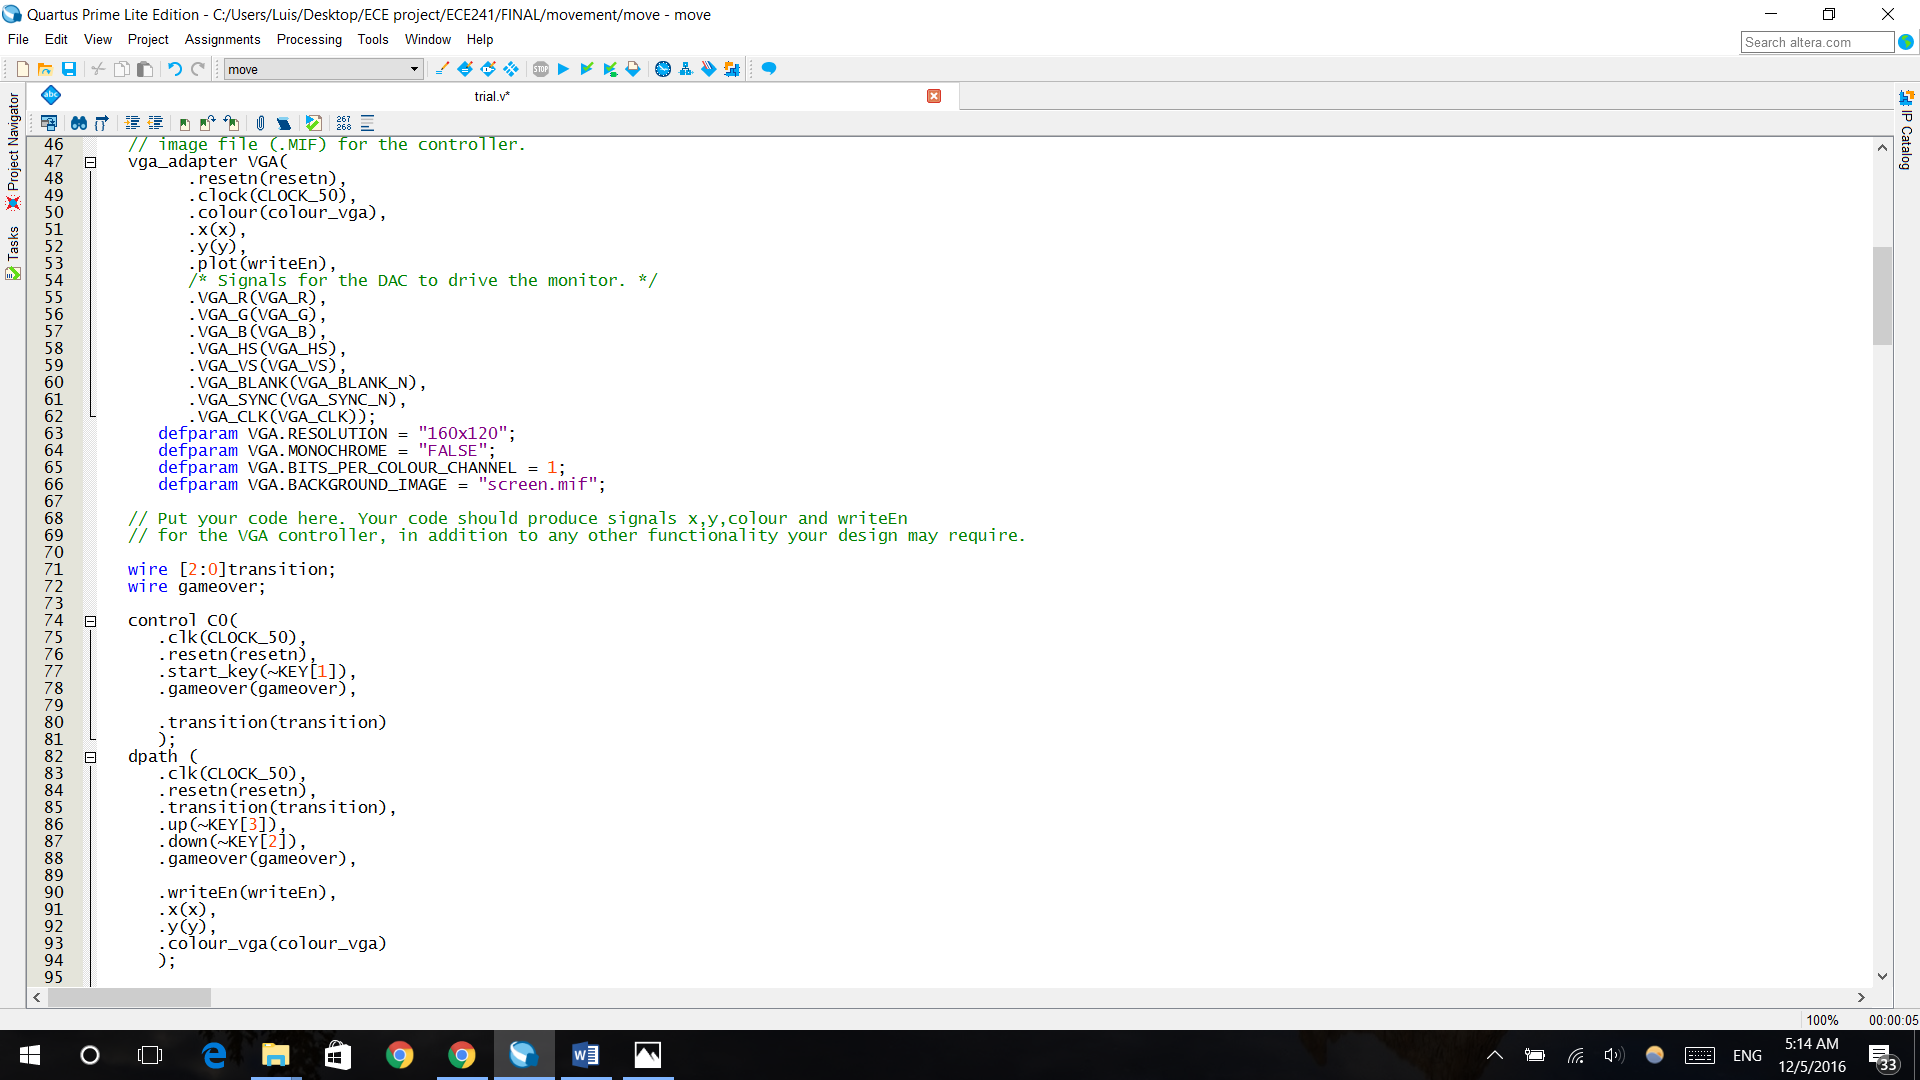 Quartus Prime Lite Edition - C:/Users/Luis/Desktop/ECE project/ECE241/FINAL/movement/move - move
File Edit View Project Assignments Processing Tools Window Help
Search altera.com
move
STOP
abc
trial.v*
267
268
Project Navigator
Tasks
IP Catalog
46 // image file (.MIF) for the controller.
47 vga_adapter VGA(
48 .resetn(resetn),
49 .clock(CLOCK_50),
50 .colour(colour_vga),
51 .x(x),
52 .y(y),
53 .plot(writeEn),
54 /* Signals for the DAC to drive the monitor. */
55 .VGA_R(VGA_R),
56 .VGA_G(VGA_G),
57 .VGA_B(VGA_B),
58 .VGA_HS(VGA_HS),
59 .VGA_VS(VGA_VS),
60 .VGA_BLANK(VGA_BLANK_N),
61 .VGA_SYNC(VGA_SYNC_N),
62 .VGA_CLK(VGA_CLK));
63 defparam VGA.RESOLUTION = "160x120";
64 defparam VGA.MONOCHROME = "FALSE";
65 defparam VGA.BITS_PER_COLOUR_CHANNEL = 1;
66 defparam VGA.BACKGROUND_IMAGE = "screen.mif";
67
68 // Put your code here. Your code should produce signals x,y,colour and writeEn
69 // for the VGA controller, in addition to any other functionality your design may require.
70
71 wire [2:0]transition;
72 wire gameover;
73
74 control C0(
75 .clk(CLOCK_50),
76 .resetn(resetn),
77 .start_key(~KEY[1]),
78 .gameover(gameover),
79
80 .transition(transition)
81 );
82 dpath (
83 .clk(CLOCK_50),
84 .resetn(resetn),
85 .transition(transition),
86 .up(~KEY[3]),
87 .down(~KEY[2]),
88 .gameover(gameover),
89
90 .writeEn(writeEn),
91 .x(x),
92 .y(y),
93 .colour_vga(colour_vga)
94 );
95
100% 00:00:05
ENG
5:14 AM
12/5/2016
33